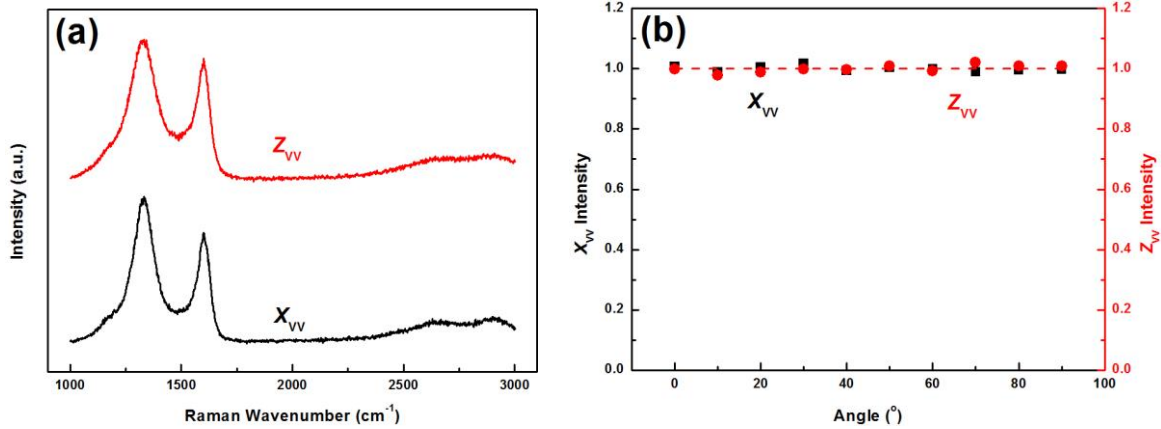 (a)
Z_VV
X_VV
Intensity (a.u.)
1000 1500 2000 2500 3000
Raman Wavenumber (cm⁻¹)
(b)
1.2
1.0
0.8
0.6
0.4
0.2
0.0
X_VV Intensity
X_VV
Z_VV
0 20 40 60 80 100
Angle (°)
1.2
1.0
0.8
0.6
0.4
0.2
0.0
Z_VV Intensity